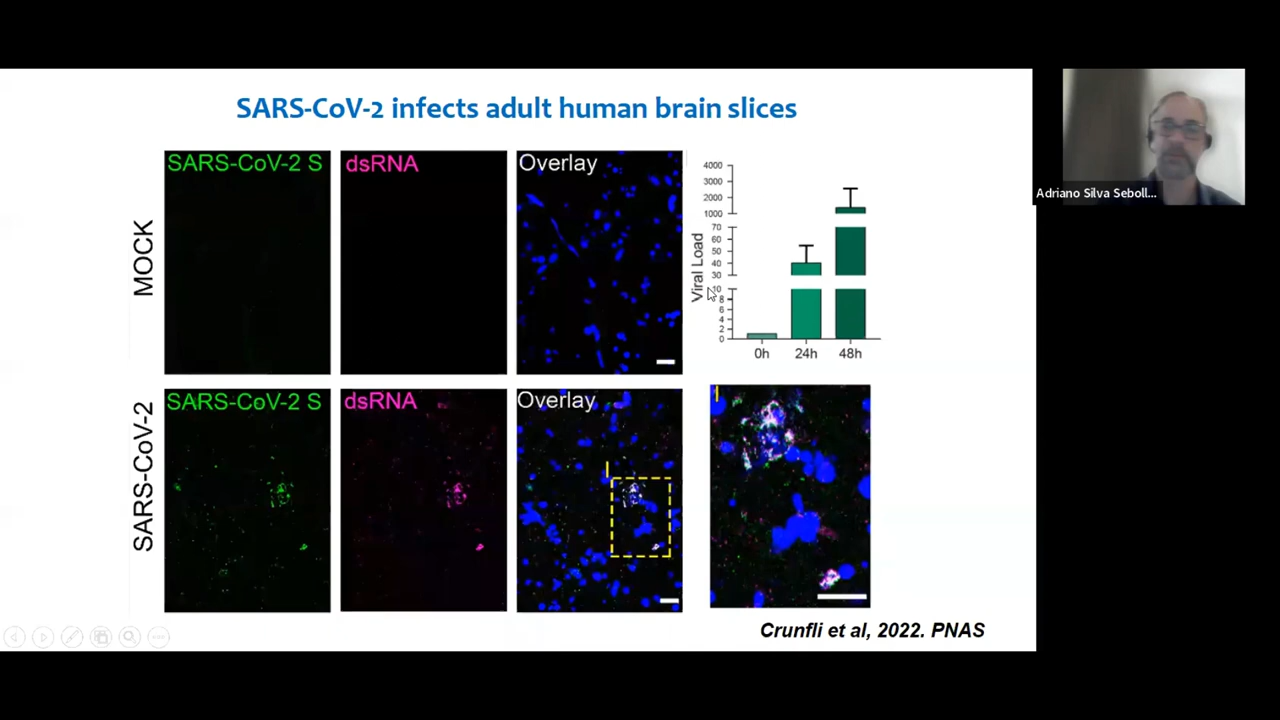 SARS-CoV-2 infects adult human brain slices
MOCK
SARS-CoV-2 S
dsRNA
Overlay
Viral Load
4000
3000
2000
1000
70
60
50
40
30
10
8
6
4
2
0
0h 24h 48h
SARS-CoV-2
SARS-CoV-2 S
dsRNA
Overlay
I
I
Crunfli et al, 2022. PNAS
Adriano Silva Seboll...